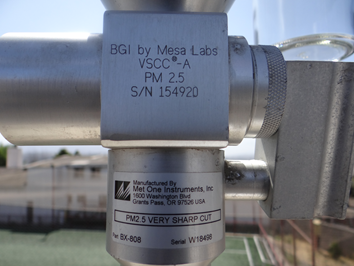 BGI by Mesa Labs
VSCC®-A
PM 2.5
S/N 154920
Manufactured By
Met One Instruments, Inc
1600 Washington Blvd
Grants Pass, OR 97526 USA
PM2.5 VERY SHARP CUT
Part BX-808
Serial W18498